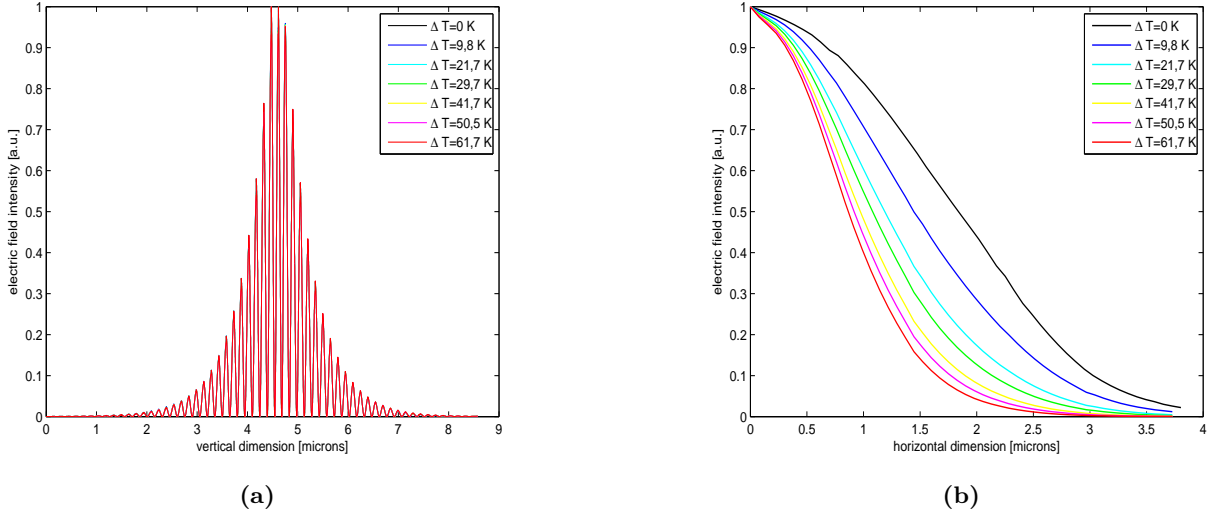 1
0.9
0.8
0.7
0.6
0.5
0.4
0.3
0.2
0.1
0
electric field intensity [a.u.]
0 1 2 3 4 5 6 7 8 9
vertical dimension [microns]
Δ T=0 K
Δ T=9,8 K
Δ T=21,7 K
Δ T=29,7 K
Δ T=41,7 K
Δ T=50,5 K
Δ T=61,7 K
(a)
1
0.9
0.8
0.7
0.6
0.5
0.4
0.3
0.2
0.1
0
electric field intensity [a.u.]
0 0.5 1 1.5 2 2.5 3 3.5 4
horizontal dimension [microns]
Δ T=0 K
Δ T=9,8 K
Δ T=21,7 K
Δ T=29,7 K
Δ T=41,7 K
Δ T=50,5 K
Δ T=61,7 K
(b)